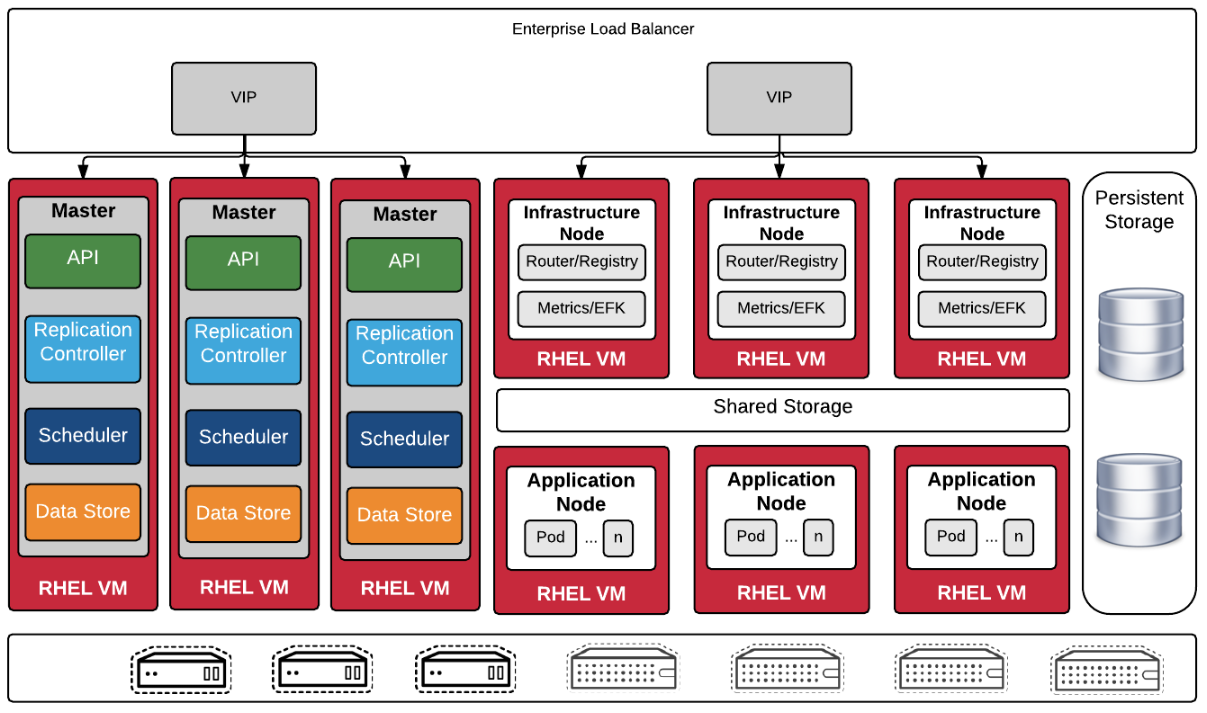 Enterprise Load Balancer
VIP
VIP
Master
API
Replication
Controller
Scheduler
Data Store
RHEL VM
Master
API
Replication
Controller
Scheduler
Data Store
RHEL VM
Master
API
Replication
Controller
Scheduler
Data Store
RHEL VM
Infrastructure
Node
Router/Registry
Metrics/EFK
RHEL VM
Infrastructure
Node
Router/Registry
Metrics/EFK
RHEL VM
Infrastructure
Node
Router/Registry
Metrics/EFK
RHEL VM
Shared Storage
Application
Node
Pod ... n
RHEL VM
Application
Node
Pod ... n
RHEL VM
Application
Node
Pod ... n
RHEL VM
Persistent
Storage